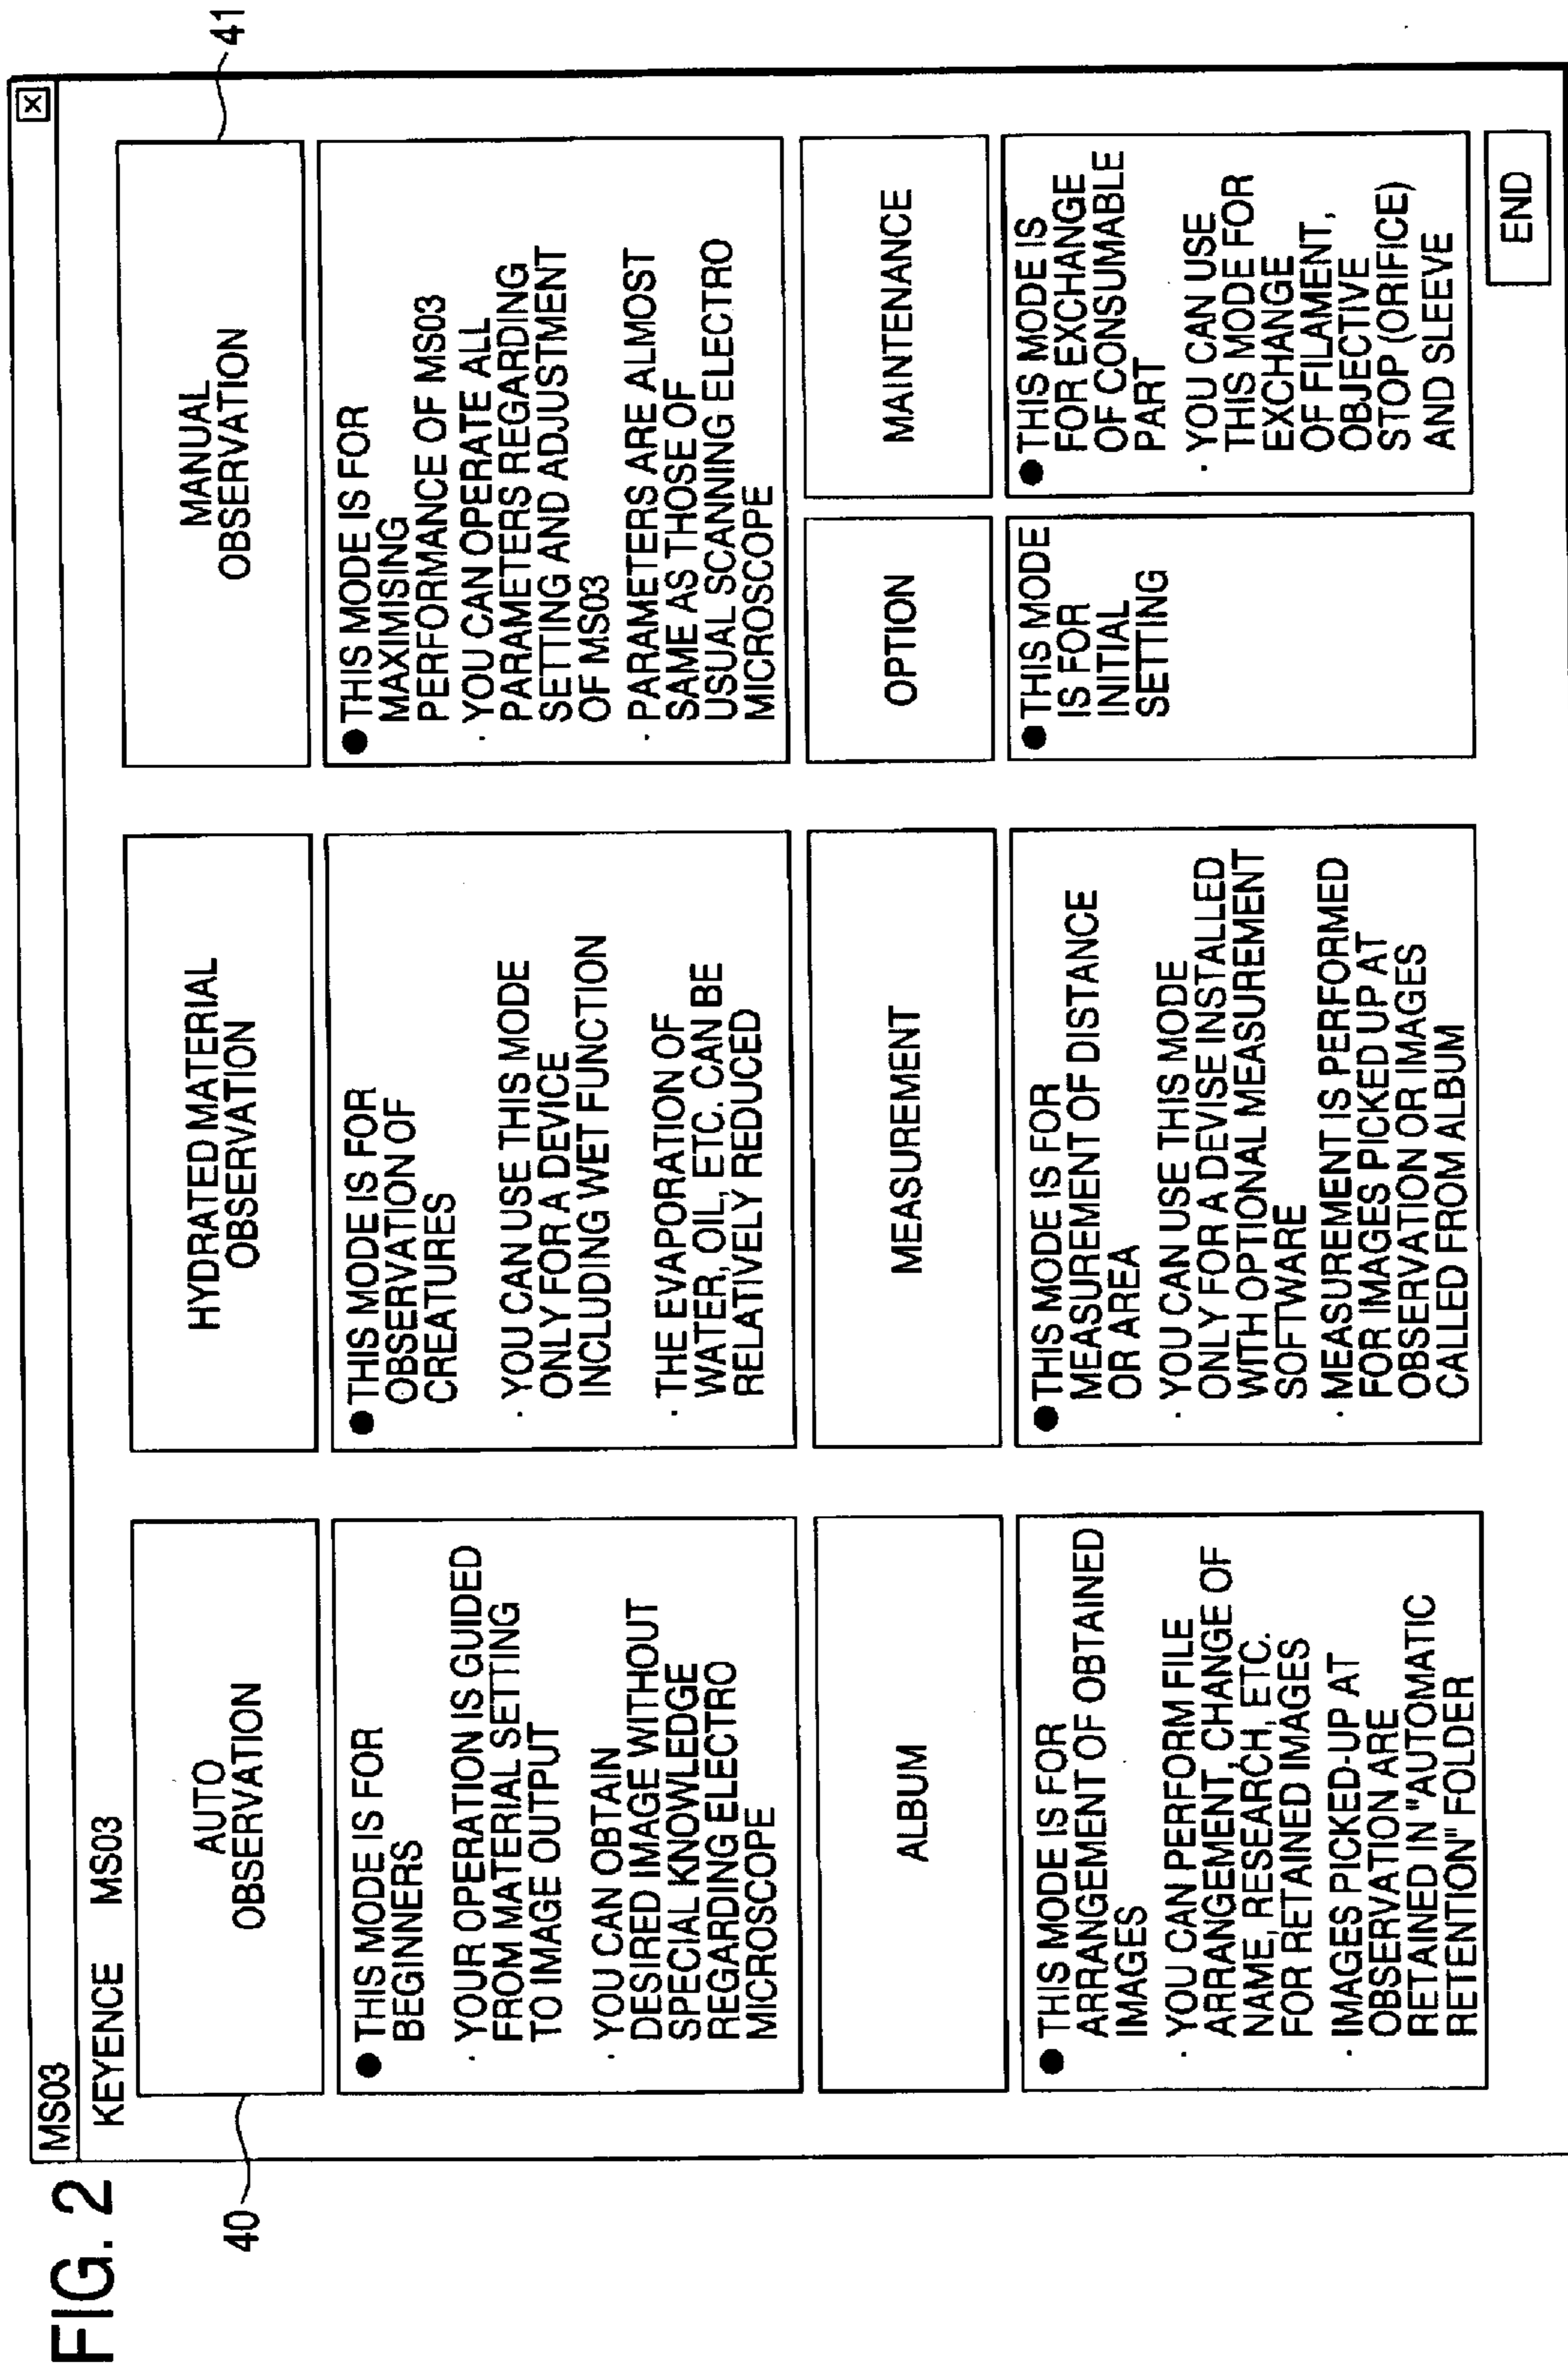 FIG. 2
MS03
x
KEYENCE MS03
40
AUTO
OBSERVATION
● THIS MODE IS FOR
BEGINNERS
· YOUR OPERATION IS GUIDED
FROM MATERIAL SETTING
TO IMAGE OUTPUT
· YOU CAN OBTAIN
DESIRED IMAGE WITHOUT
SPECIAL KNOWLEDGE
REGARDING ELECTRO
MICROSCOPE
HYDRATED MATERIAL
OBSERVATION
● THIS MODE IS FOR
OBSERVATION OF
CREATURES
· YOU CAN USE THIS MODE
ONLY FOR A DEVICE
INCLUDING WET FUNCTION
· THE EVAPORATION OF
WATER, OIL, ETC. CAN BE
RELATIVELY REDUCED
41
MANUAL
OBSERVATION
● THIS MODE IS FOR
MAXIMISING
PERFORMANCE OF MS03
· YOU CAN OPERATE ALL
PARAMETERS REGARDING
SETTING AND ADJUSTMENT
OF MS03
· PARAMETERS ARE ALMOST
SAME AS THOSE OF
USUAL SCANNING ELECTRO
MICROSCOPE
ALBUM
● THIS MODE IS FOR
ARRANGEMENT OF OBTAINED
IMAGES
· YOU CAN PERFORM FILE
ARRANGEMENT, CHANGE OF
NAME, RESEARCH, ETC.
FOR RETAINED IMAGES
· IMAGES PICKED-UP AT
OBSERVATION ARE
RETAINED IN "AUTOMATIC
RETENTION" FOLDER
MEASUREMENT
● THIS MODE IS FOR
MEASUREMENT OF DISTANCE
OR AREA
· YOU CAN USE THIS MODE
ONLY FOR A DEVISE INSTALLED
WITH OPTIONAL MEASUREMENT
SOFTWARE
· MEASUREMENT IS PERFORMED
FOR IMAGES PICKED UP AT
OBSERVATION OR IMAGES
CALLED FROM ALBUM
OPTION
● THIS MODE
IS FOR
INITIAL
SETTING
MAINTENANCE
● THIS MODE IS
FOR EXCHANGE
OF CONSUMABLE
PART
· YOU CAN USE
THIS MODE FOR
EXCHANGE
OF FILAMENT,
OBJECTIVE
STOP (ORIFICE)
AND SLEEVE
END